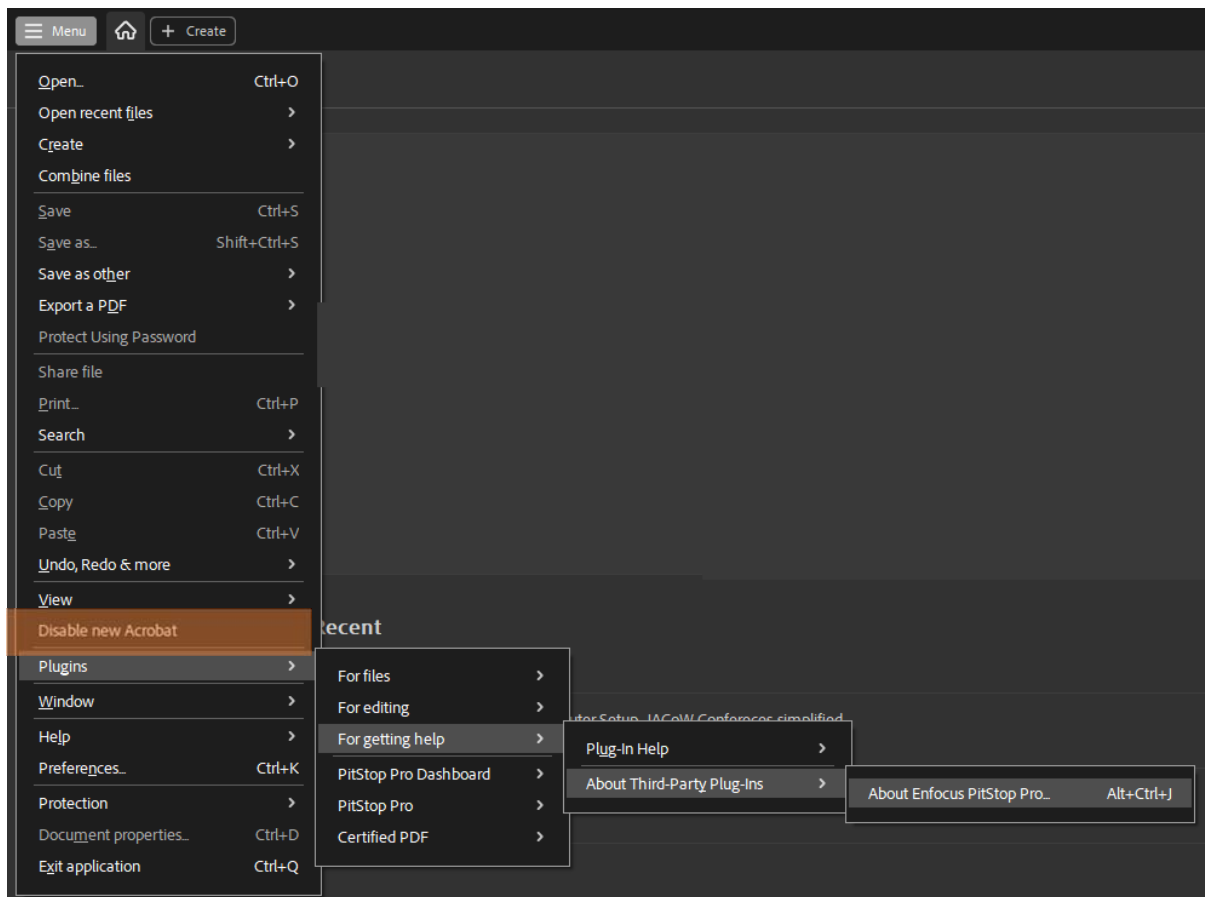 Menu
+ Create
Open... Ctrl+O
Open recent files
Create
Combine files
Save Ctrl+S
Save as... Shift+Ctrl+S
Save as other
Export a PDF
Protect Using Password
Share file
Print... Ctrl+P
Search
Cut Ctrl+X
Copy Ctrl+C
Paste Ctrl+V
Undo, Redo & more
View
Disable new Acrobat
Recent
Plugins
Window
Help
Preferences... Ctrl+K
Protection
Document properties... Ctrl+D
Exit application Ctrl+Q
For files
For editing
For getting help
PitStop Pro Dashboard
PitStop Pro
Certified PDF
Setup, JACoW Conferences simplified
Plug-In Help
About Third-Party Plug-Ins
About Enfocus PitStop Pro... Alt+Ctrl+J